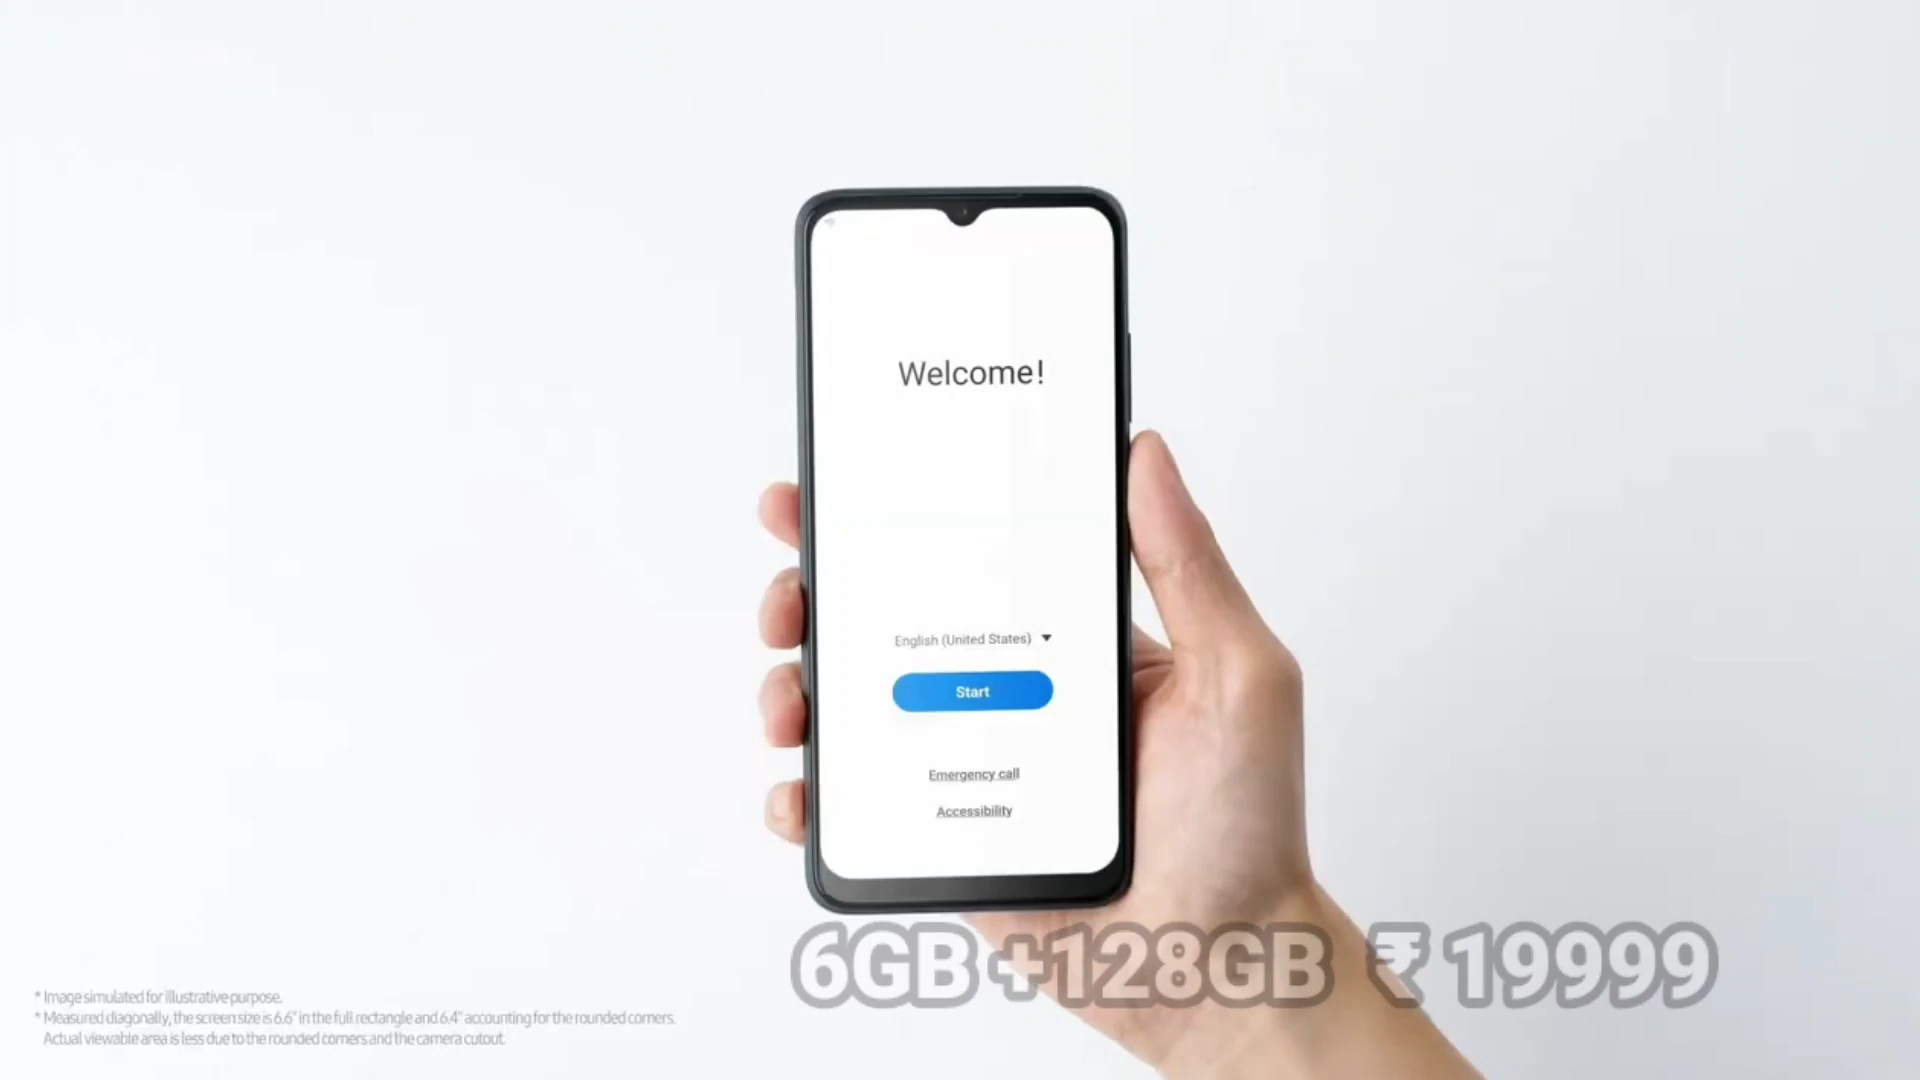 Welcome!
English (United States)
Start
Emergency call
Accessibility
6GB +128GB ₹ 19999
* Image simulated for illustrative purpose.
* Measured diagonally, the screen size is 6.6" in the full rectangle and 6.4" accounting for the rounded corners.
Actual viewable area is less due to the rounded corners and the camera cutout.